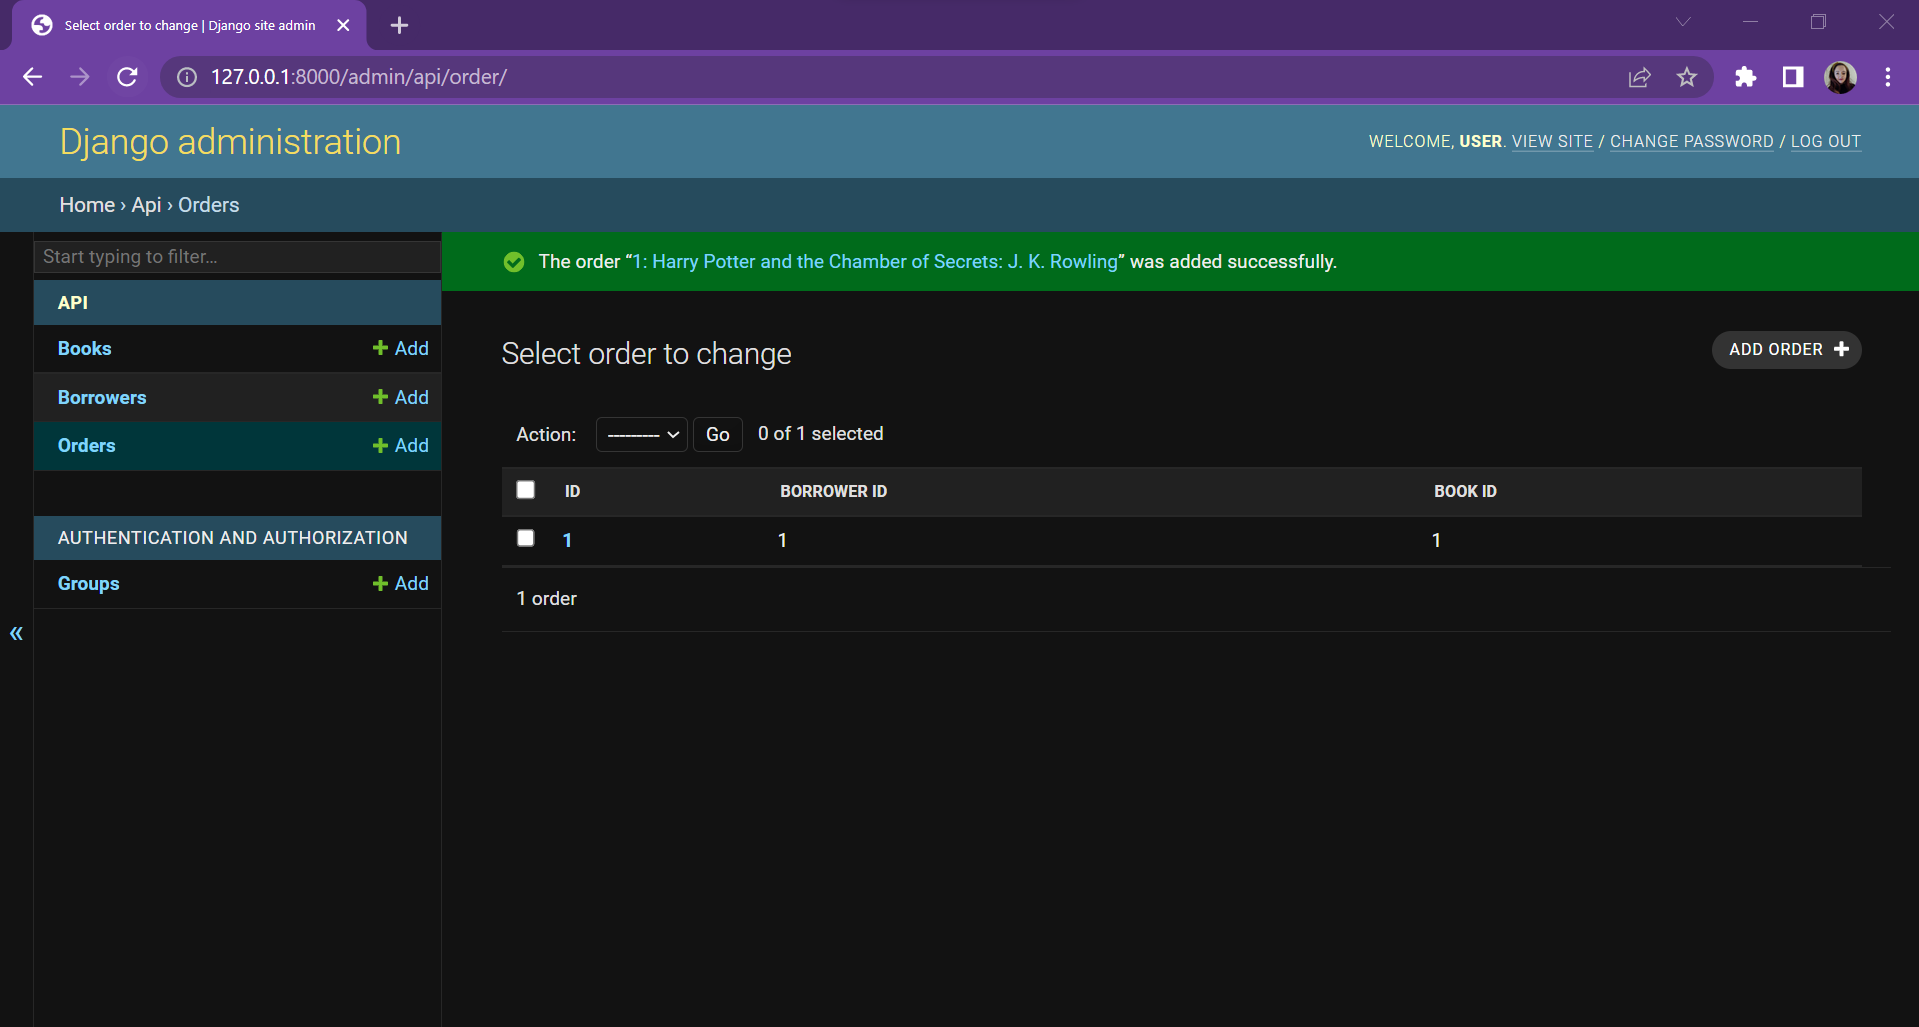 Select order to change | Django site admin
127.0.0.1:8000/admin/api/order/
Django administration
WELCOME, USER. VIEW SITE / CHANGE PASSWORD / LOG OUT
Home › Api › Orders
Start typing to filter...
The order “1: Harry Potter and the Chamber of Secrets: J. K. Rowling” was added successfully.
API
Books Add
Borrowers Add
Orders Add
AUTHENTICATION AND AUTHORIZATION
Groups Add
«
Select order to change
ADD ORDER
Action: --------- Go 0 of 1 selected
ID BORROWER ID BOOK ID
1 1 1
1 order